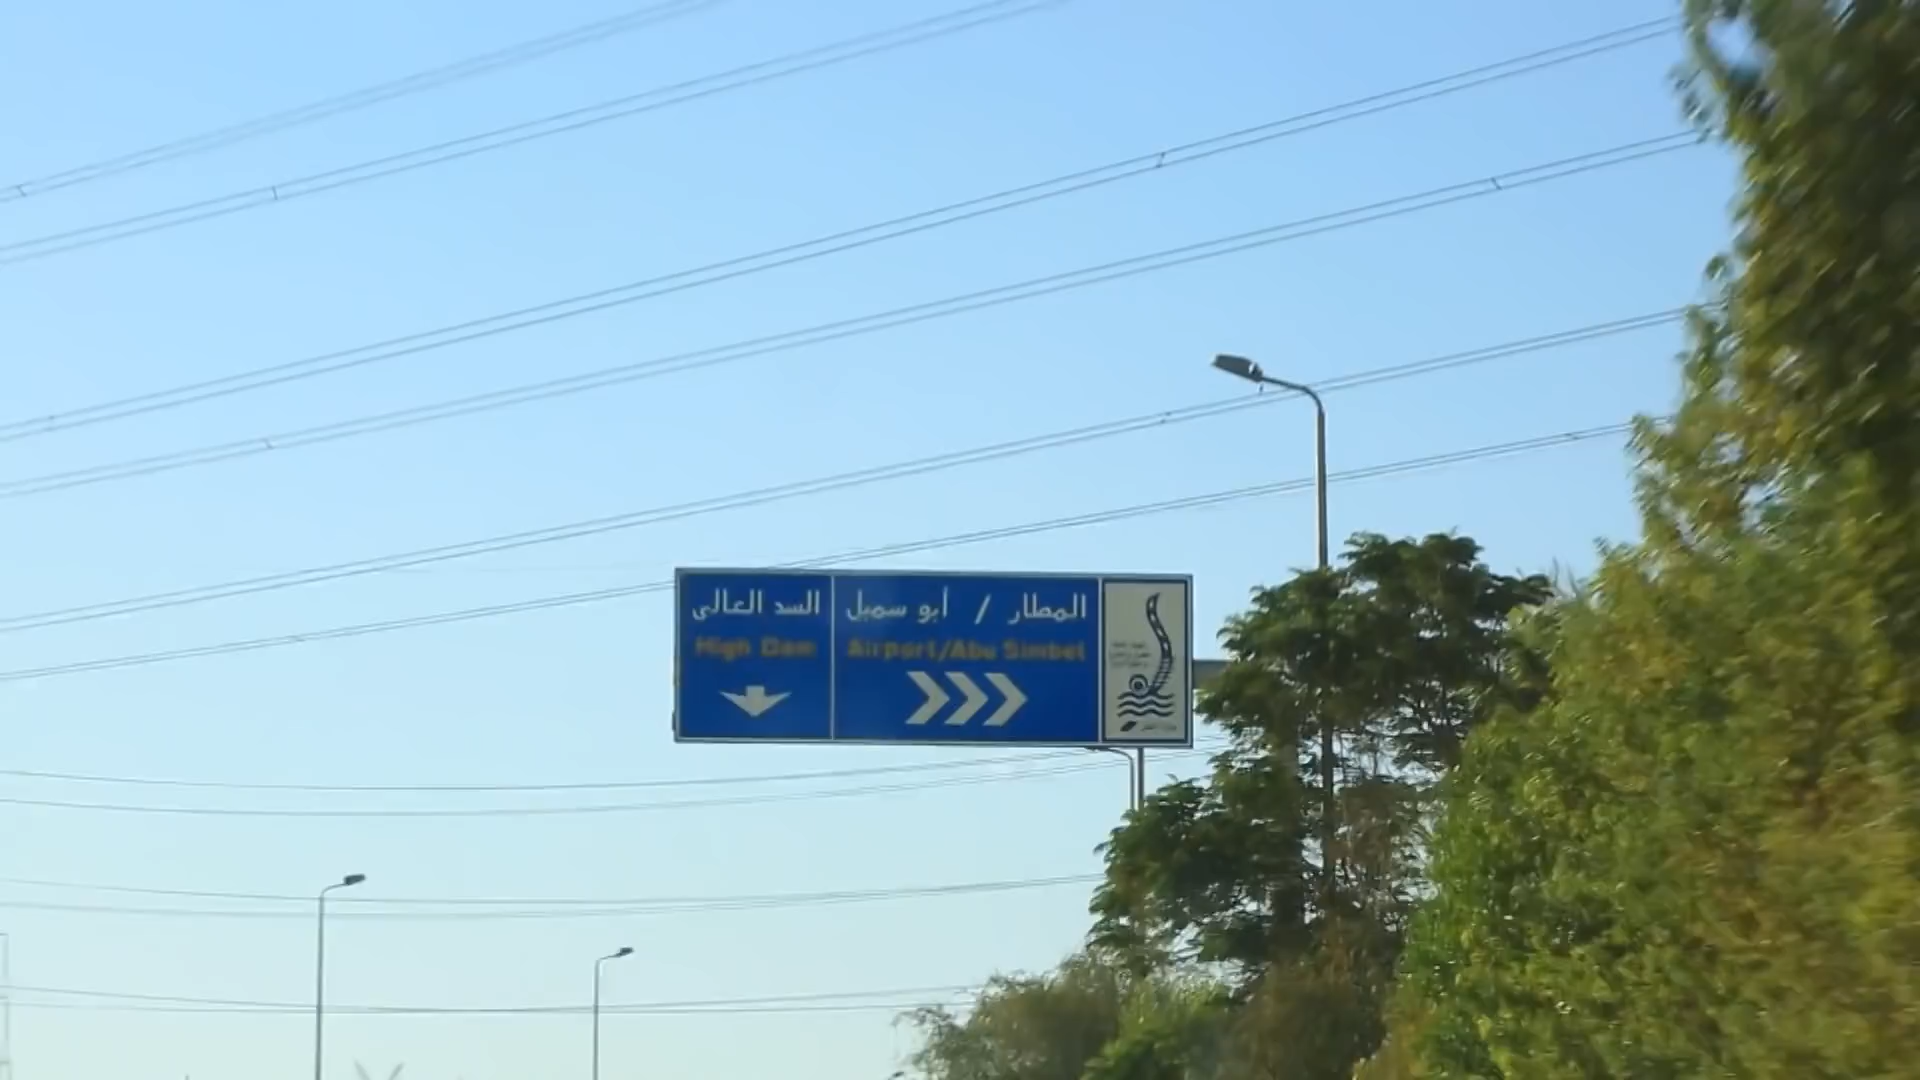 السد العالى
High Dam
المطار / أبو سمبل
Airport/Abu Simbel